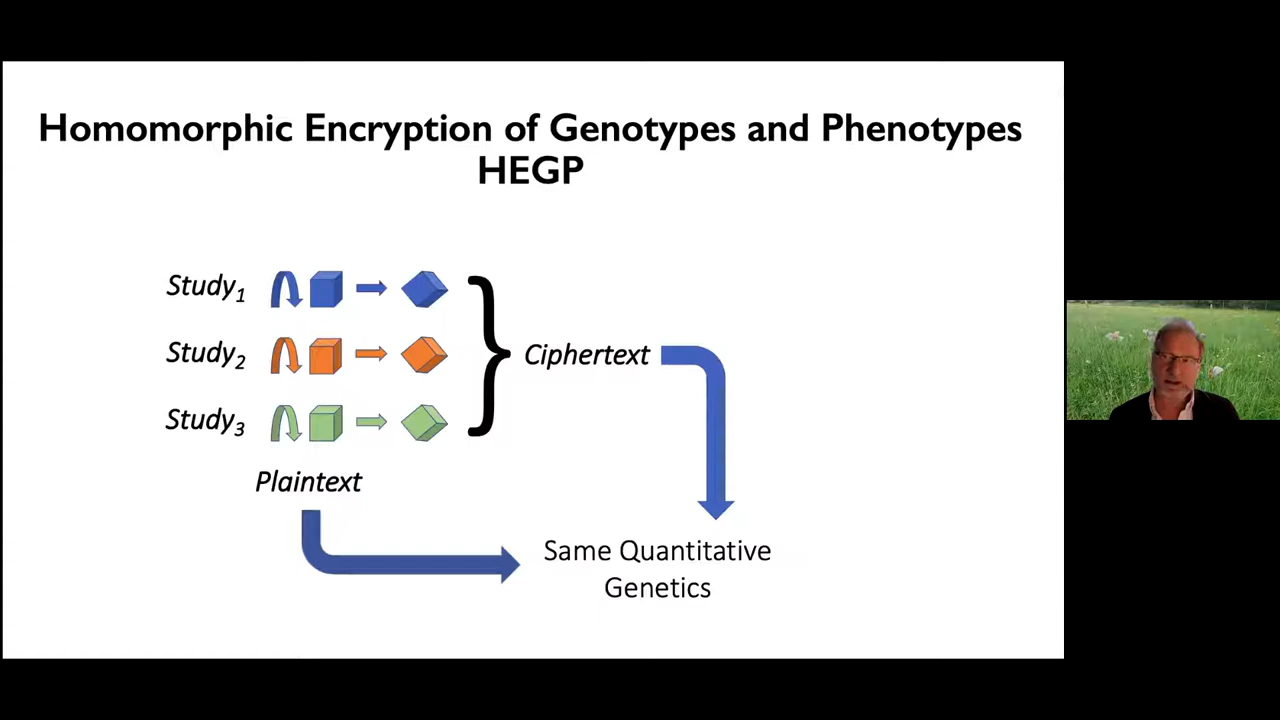 Homomorphic Encryption of Genotypes and Phenotypes
HEGP
Study1
Study2
Ciphertext
Study3
Plaintext
Same Quantitative
Genetics